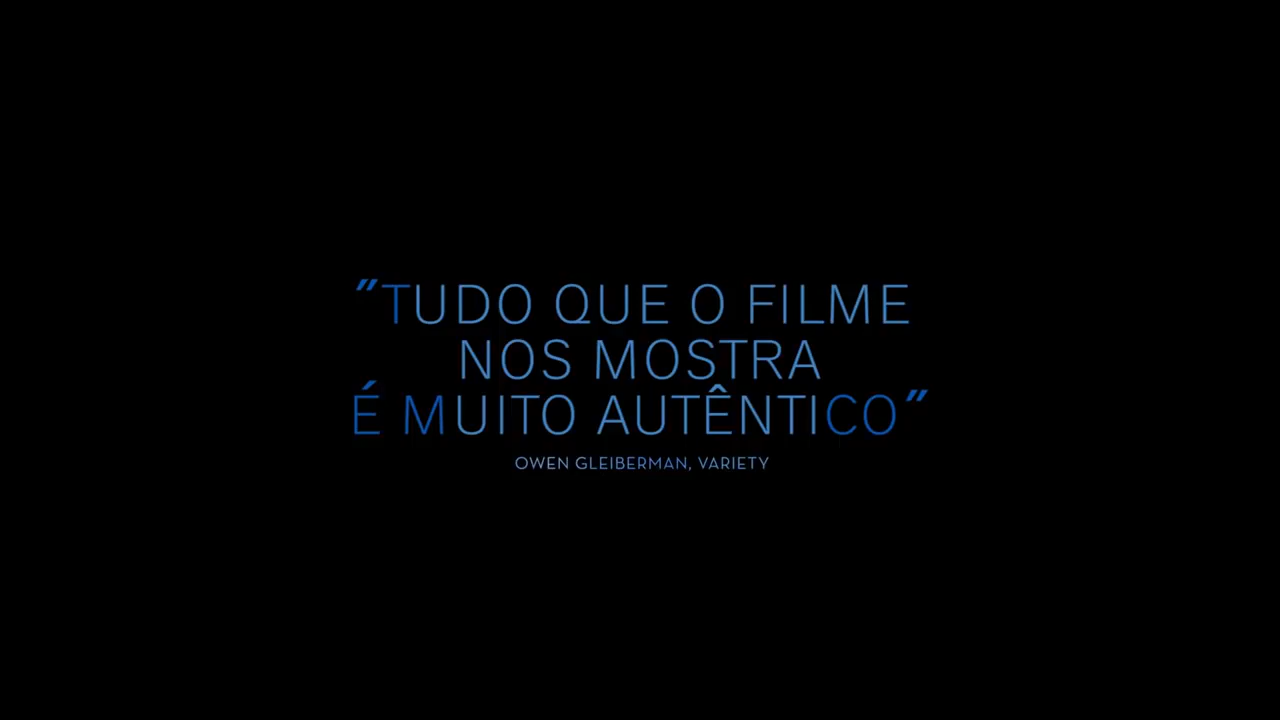 "TUDO QUE O FILME
NOS MOSTRA
É MUITO AUTÊNTICO"
OWEN GLEIBERMAN, VARIETY